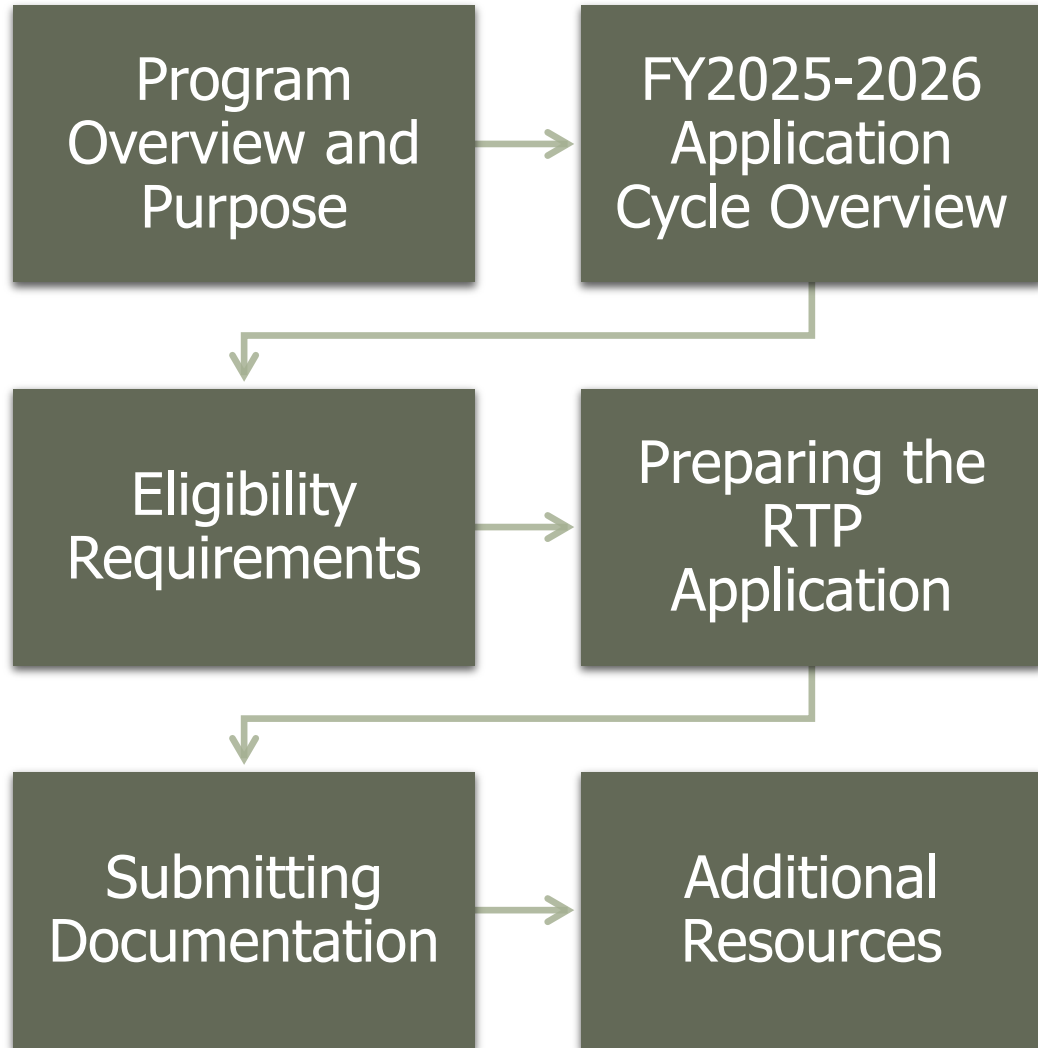 Program
Overview and
Purpose
FY2025-2026
Application
Cycle Overview
Eligibility
Requirements
Preparing the
RTP
Application
Submitting
Documentation
Additional
Resources